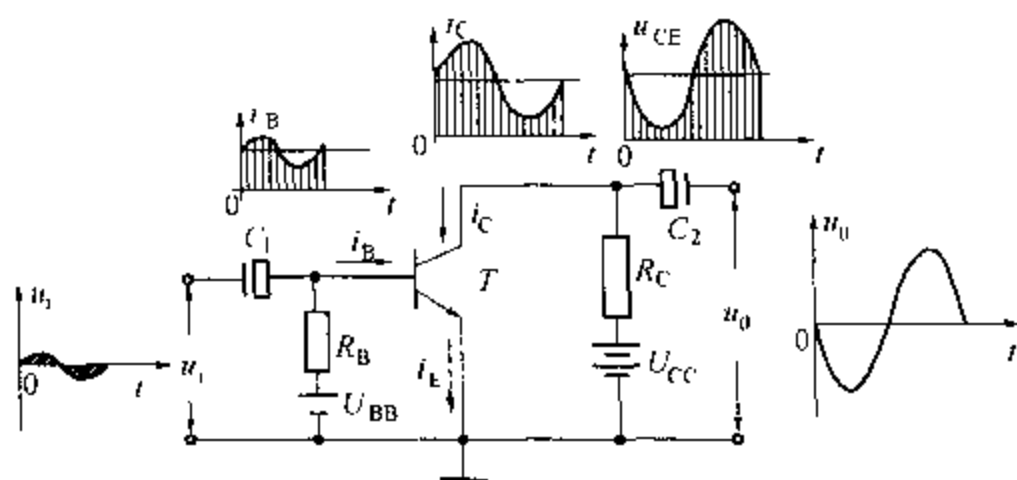 i_C
u_CE
i_B
0
t
0
t
0
t
C_1
i_B
i_C
T
C_2
R_C
u_0
u_i
0
t
u_i
R_B
U_BB
i_E
U_CC
u_0
0
t